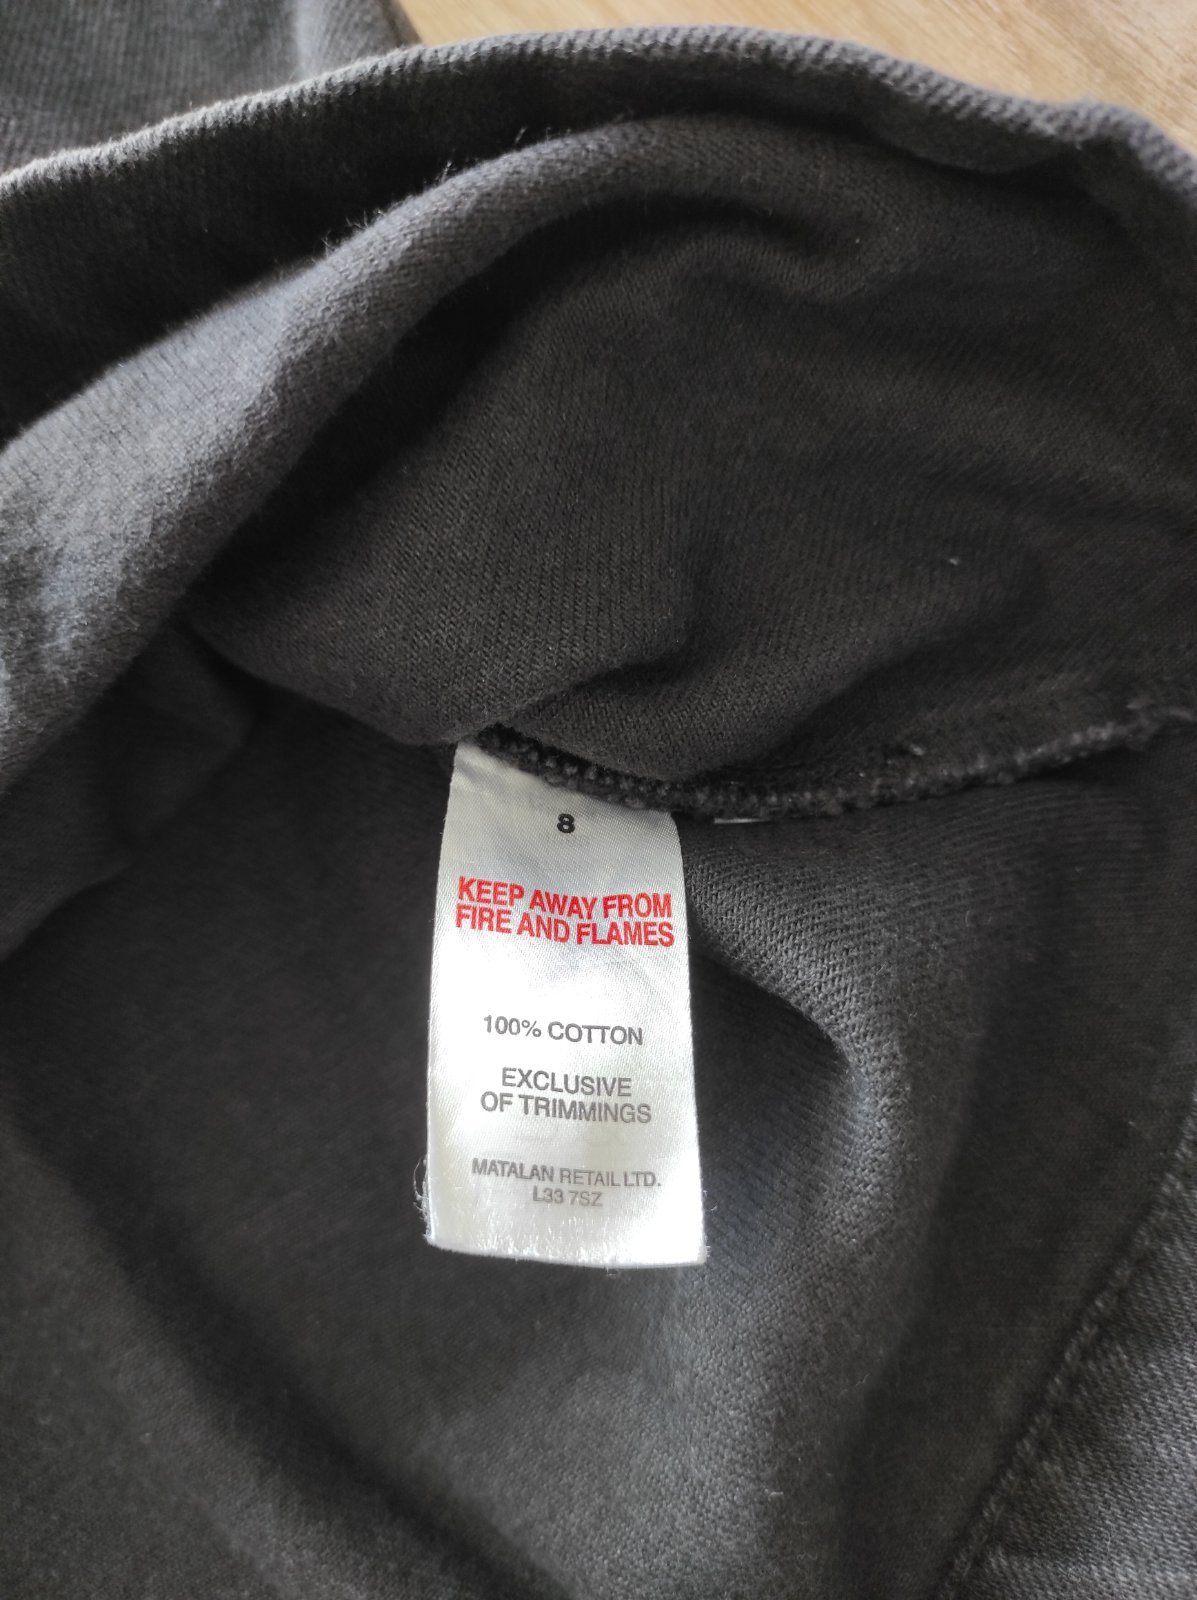 8
KEEP AWAY FROM
FIRE AND FLAMES
100% COTTON
EXCLUSIVE
OF TRIMMINGS
MATALAN RETAIL LTD.
L33 7SZ